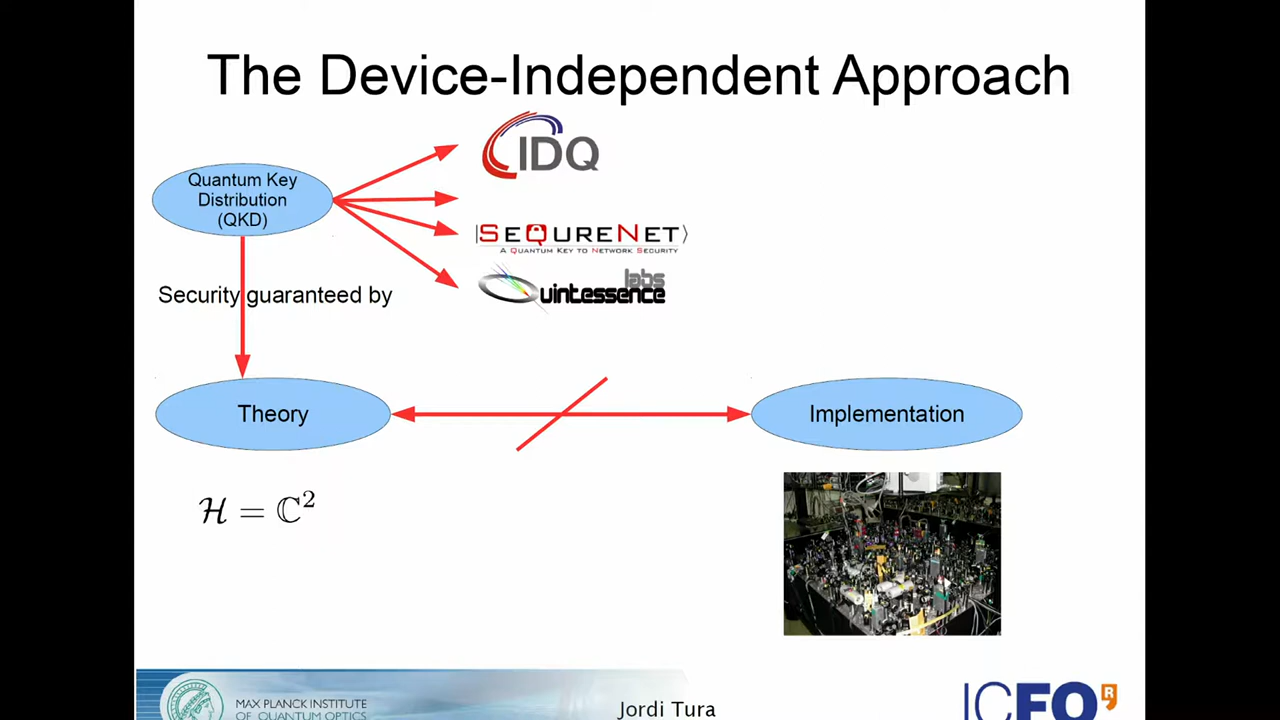 The Device-Independent Approach
IDQ
Quantum Key
Distribution
(QKD)
|SEQURENET⟩
A QUANTUM KEY TO NETWORK SECURITY
labs
Quintessence
Security guaranteed by
Theory
Implementation
ℋ = ℂ²
MAX PLANCK INSTITUTE
OF QUANTUM OPTICS
Jordi Tura
ICFO R